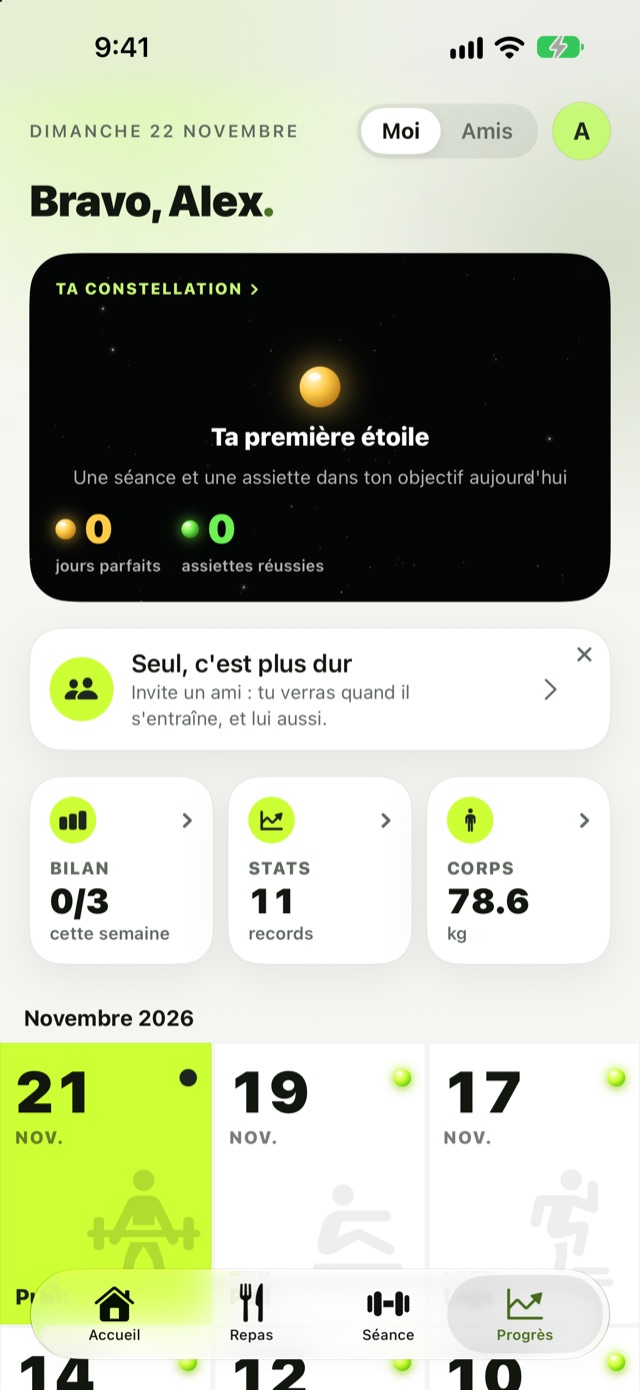 9:41
DIMANCHE 22 NOVEMBRE
Moi
Amis
A
Bravo, Alex.
TA CONSTELLATION
Ta première étoile
Une séance et une assiette dans ton objectif aujourd'hui
0
0
jours parfaits
assiettes réussies
Seul, c'est plus dur
Invite un ami : tu verras quand il
s'entraîne, et lui aussi.
BILAN
0/3
cette semaine
STATS
11
records
CORPS
78.6
kg
Novembre 2026
21
NOV.
19
NOV.
17
NOV.
Accueil
Repas
Séance
Progrès
14
12
10